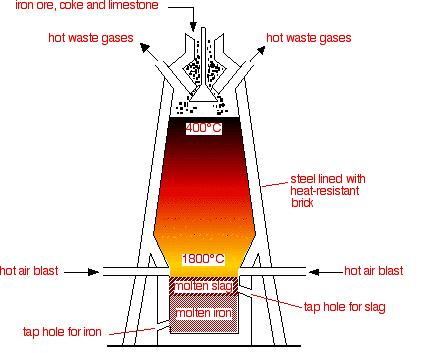 iron ore, coke and limestone
hot waste gases
hot waste gases
400°C
steel lined with
heat-resistant
brick
1800°C
hot air blast
hot air blast
molten slag
tap hole for slag
molten iron
tap hole for iron